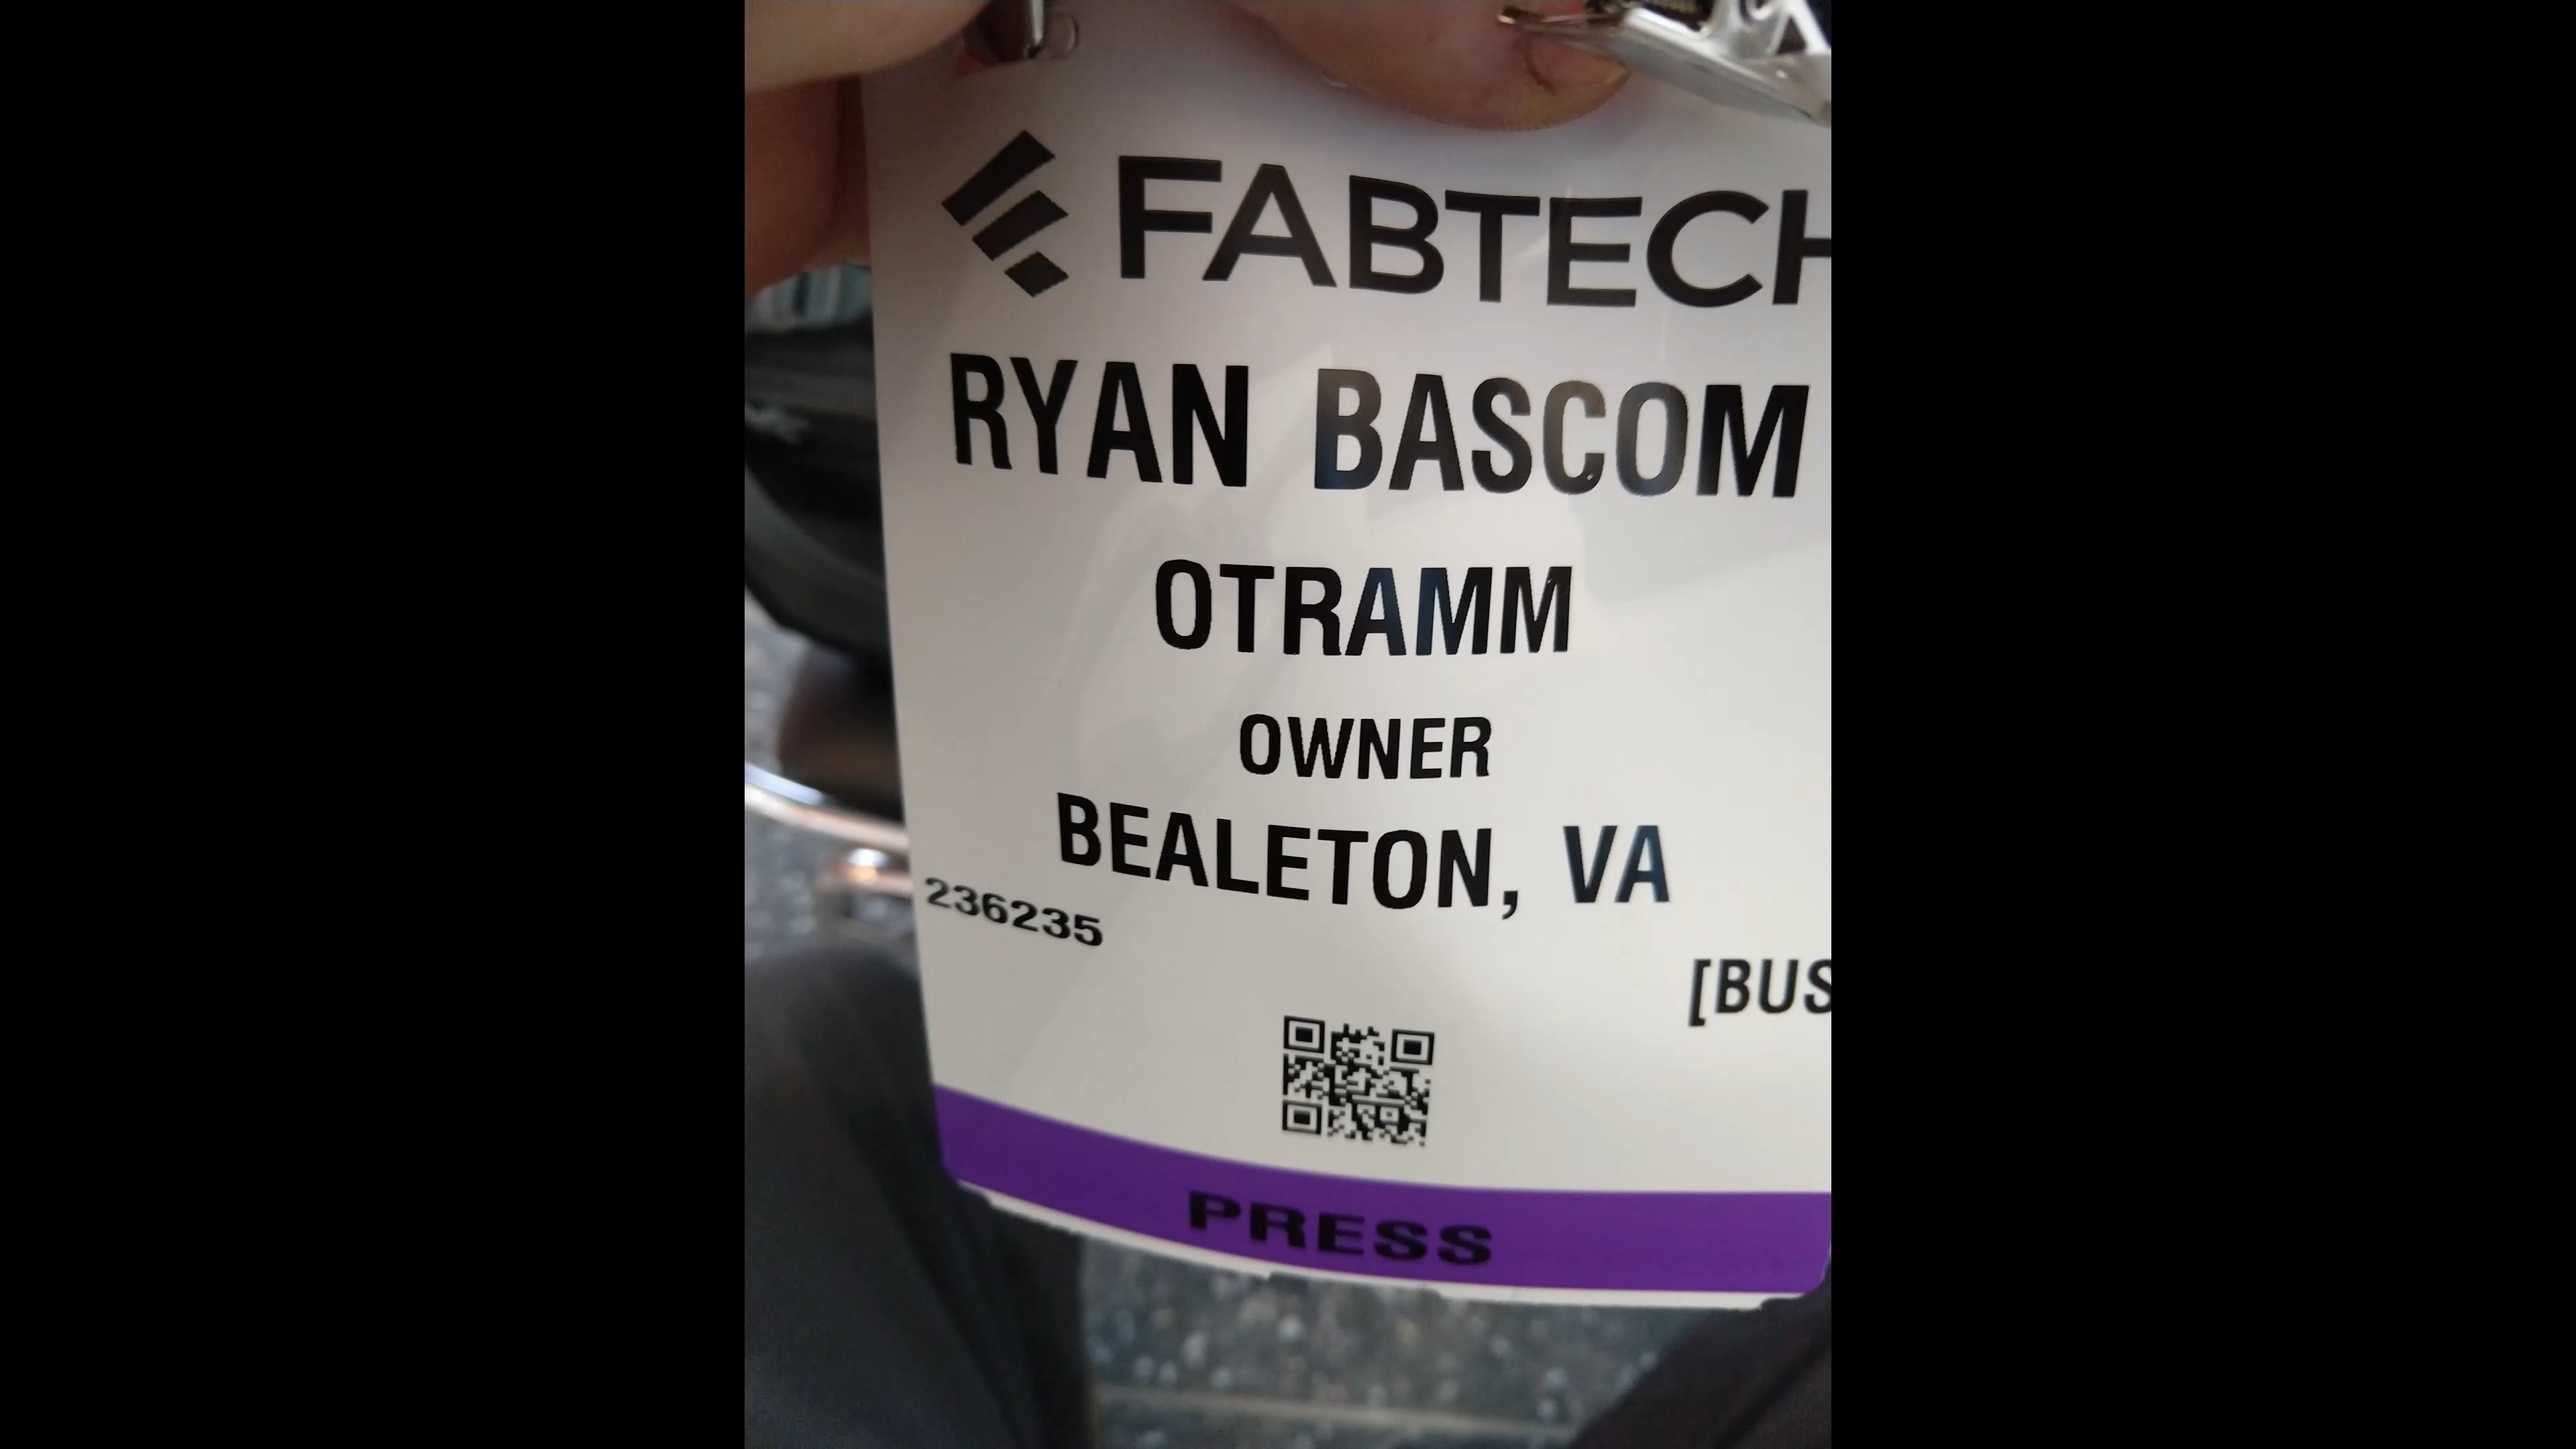 FABTECH
RYAN BASCOM
OTRAMM
OWNER
BEALETON, VA
236235
[BUS
PRESS